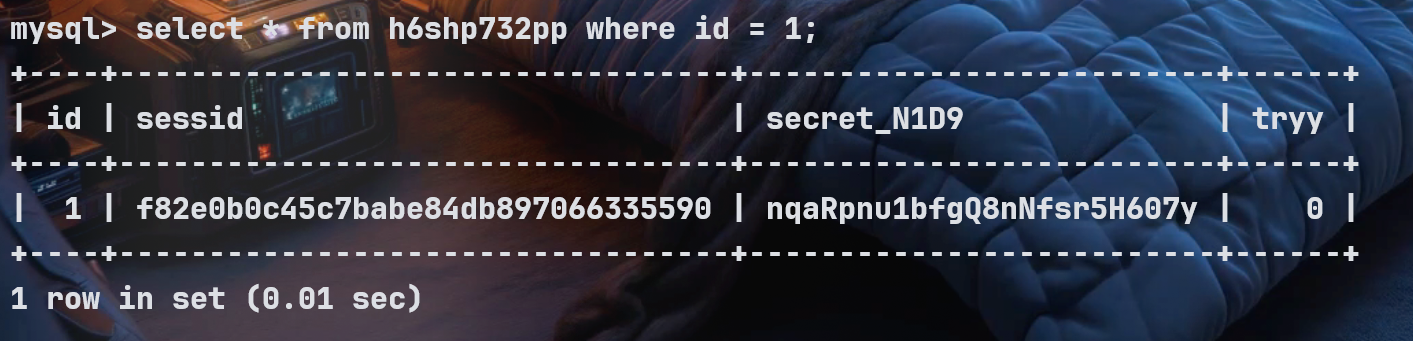 mysql> select * from h6shp732pp where id = 1;
+----+----------------------------------+--------------------------+------+
| id | sessid                           | secret_N1D9              | tryy |
+----+----------------------------------+--------------------------+------+
|  1 | f82e0b0c45c7babe84db897066335590 | nqaRpnu1bfgQ8nNfsr5H607y |    0 |
+----+----------------------------------+--------------------------+------+
1 row in set (0.01 sec)